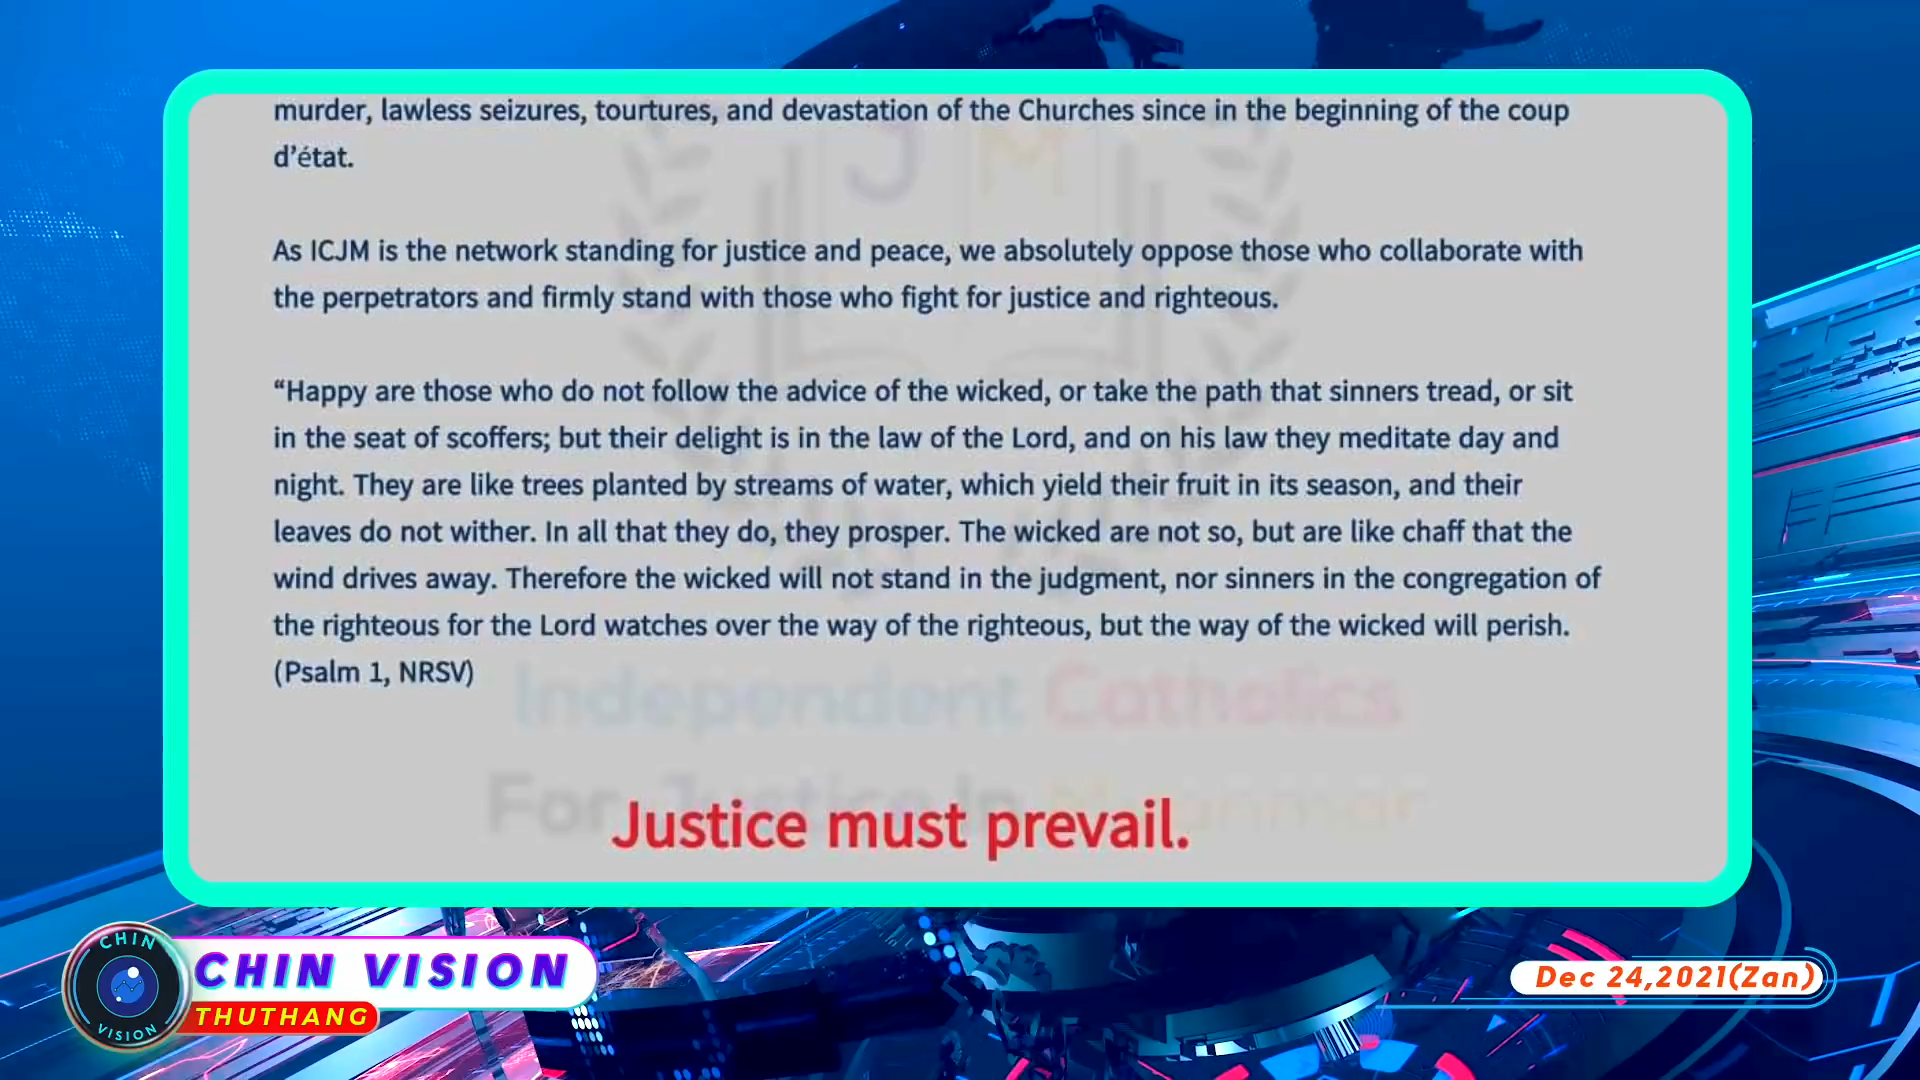 murder, lawless seizures, tourtures, and devastation of the Churches since in the beginning of the coup
d’état.
J M
As ICJM is the network standing for justice and peace, we absolutely oppose those who collaborate with
the perpetrators and firmly stand with those who fight for justice and righteous.
“Happy are those who do not follow the advice of the wicked, or take the path that sinners tread, or sit
in the seat of scoffers; but their delight is in the law of the Lord, and on his law they meditate day and
night. They are like trees planted by streams of water, which yield their fruit in its season, and their
leaves do not wither. In all that they do, they prosper. The wicked are not so, but are like chaff that the
wind drives away. Therefore the wicked will not stand in the judgment, nor sinners in the congregation of
the righteous for the Lord watches over the way of the righteous, but the way of the wicked will perish.
(Psalm 1, NRSV)
Independent Catholics
For Justice In Myanmar
Justice must prevail.
CHIN
VISION
CHIN VISION
THUTHANG
Dec 24,2021(Zan)